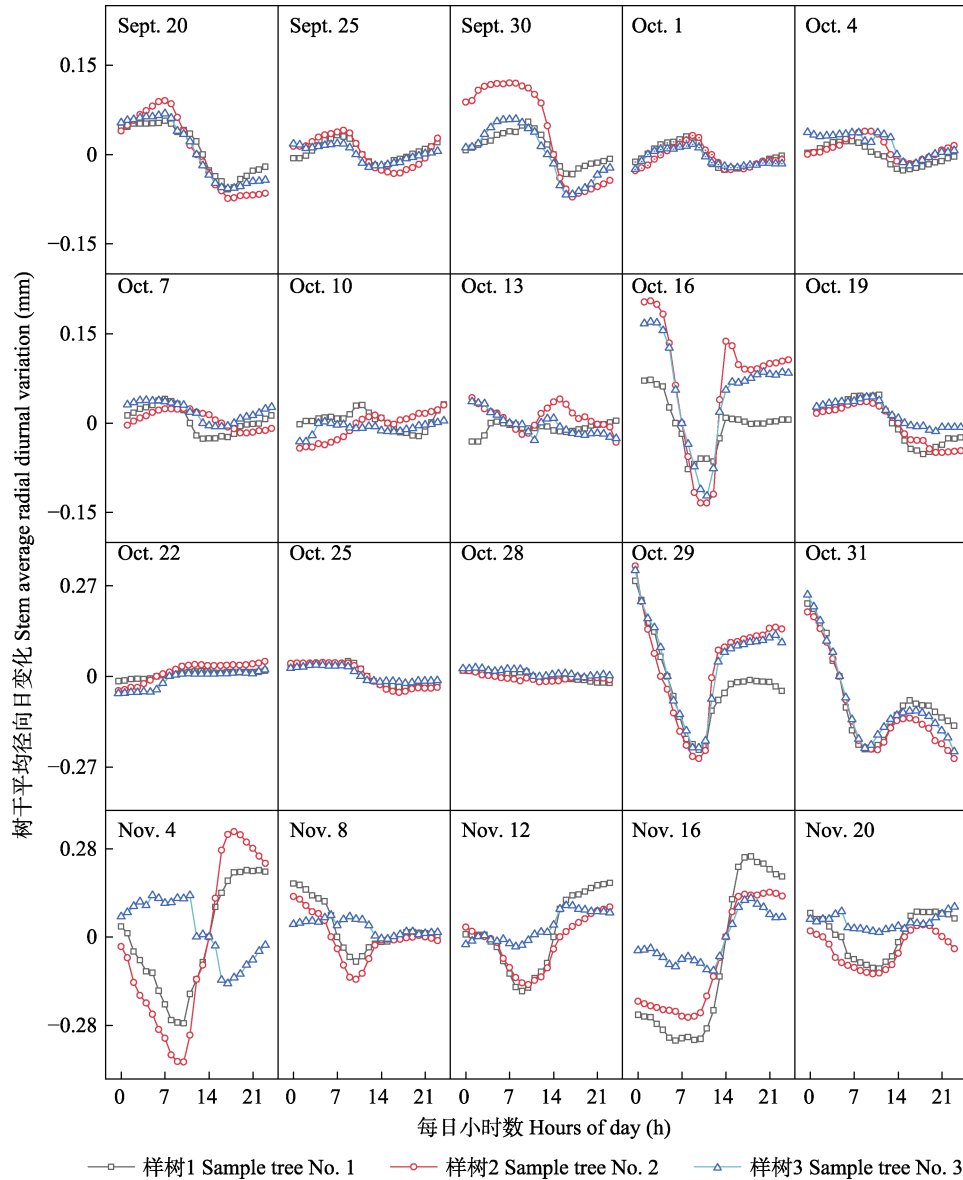 树干平均径向日变化 Stem average radial diurnal variation (mm)
Sept. 20 Sept. 25 Sept. 30 Oct. 1 Oct. 4
0.15
0
−0.15
Oct. 7 Oct. 10 Oct. 13 Oct. 16 Oct. 19
0.15
0
−0.15
Oct. 22 Oct. 25 Oct. 28 Oct. 29 Oct. 31
0.27
0
−0.27
Nov. 4 Nov. 8 Nov. 12 Nov. 16 Nov. 20
0.28
0
−0.28
0 7 14 21 0 7 14 21 0 7 14 21 0 7 14 21 0 7 14 21
每日小时数 Hours of day (h)
样树1 Sample tree No. 1 样树2 Sample tree No. 2 样树3 Sample tree No. 3